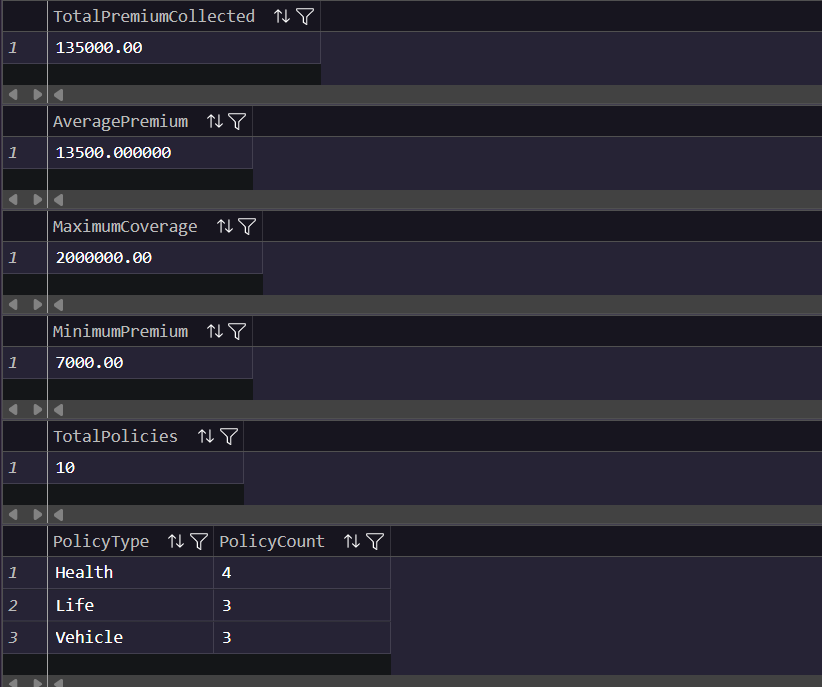 TotalPremiumCollected
1 135000.00
AveragePremium
1 13500.000000
MaximumCoverage
1 2000000.00
MinimumPremium
1 7000.00
TotalPolicies
1 10
PolicyType PolicyCount
1 Health 4
2 Life 3
3 Vehicle 3